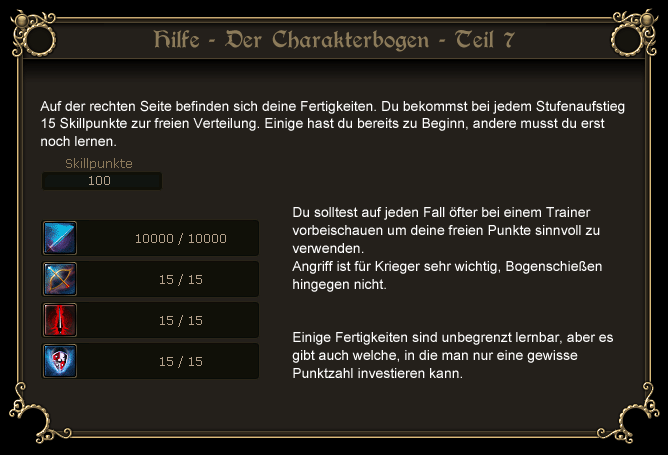 Hilfe - Der Charakterbogen - Teil 7
Auf der rechten Seite befinden sich deine Fertigkeiten. Du bekommst bei jedem Stufenaufstieg
15 Skillpunkte zur freien Verteilung. Einige hast du bereits zu Beginn, andere musst du erst
noch lernen.
Skillpunkte
100
10000 / 10000
15 / 15
15 / 15
15 / 15
Du solltest auf jeden Fall öfter bei einem Trainer
vorbeischauen um deine freien Punkte sinnvoll zu
verwenden.
Angriff ist für Krieger sehr wichtig, Bogenschießen
hingegen nicht.
Einige Fertigkeiten sind unbegrenzt lernbar, aber es
gibt auch welche, in die man nur eine gewisse
Punktzahl investieren kann.